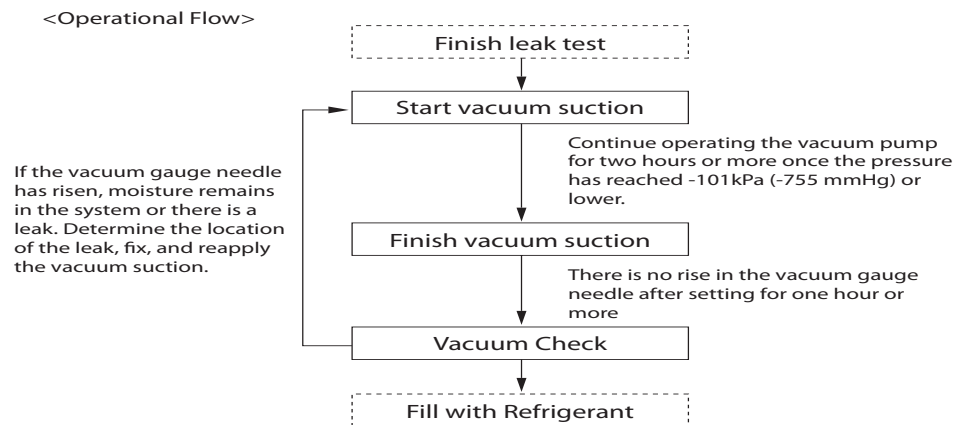 <Operational Flow>
Finish leak test
Start vacuum suction
Continue operating the vacuum pump
for two hours or more once the pressure
has reached -101kPa (-755 mmHg) or
lower.
If the vacuum gauge needle
has risen, moisture remains
in the system or there is a
leak. Determine the location
of the leak, fix, and reapply
the vacuum suction.
Finish vacuum suction
There is no rise in the vacuum gauge
needle after setting for one hour or
more
Vacuum Check
Fill with Refrigerant